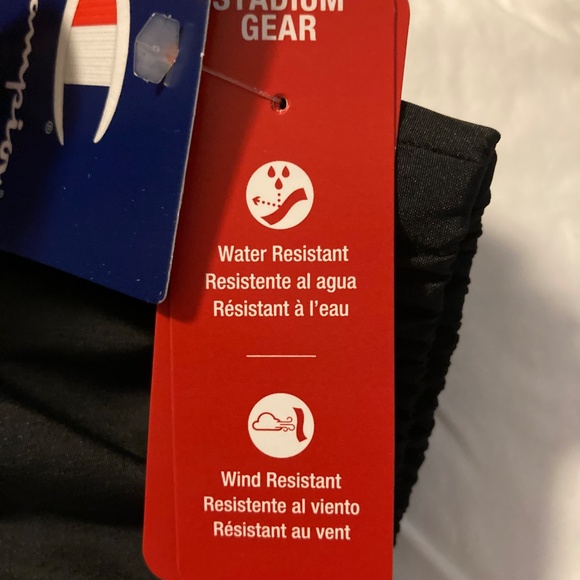 STADIUM
GEAR
Water Resistant
Resistente al agua
Résistant à l'eau
Wind Resistant
Resistente al viento
Résistant au vent